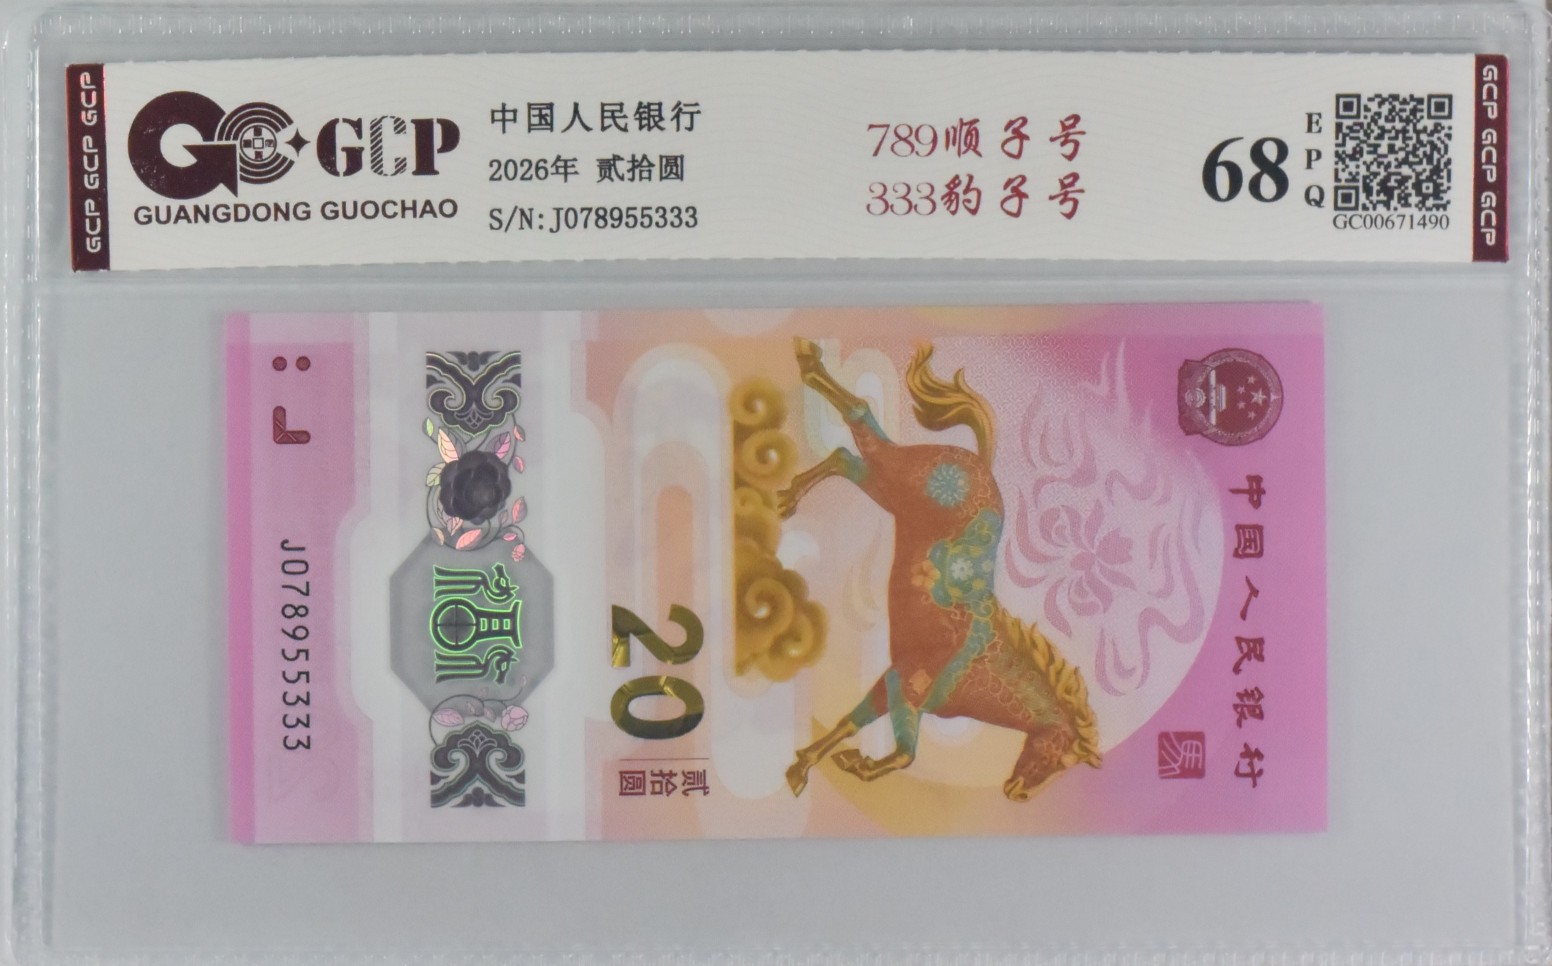 GCP GCP GCP
GCP
GUANGDONG GUOCHAO
中国人民银行
2026年 贰拾圆
S/N:J078955333
789顺子号
333豹子号
68
EPQ
GC00671490
GCP GCP GCP
J078955333
20
贰拾圆
中国人民银行
馬